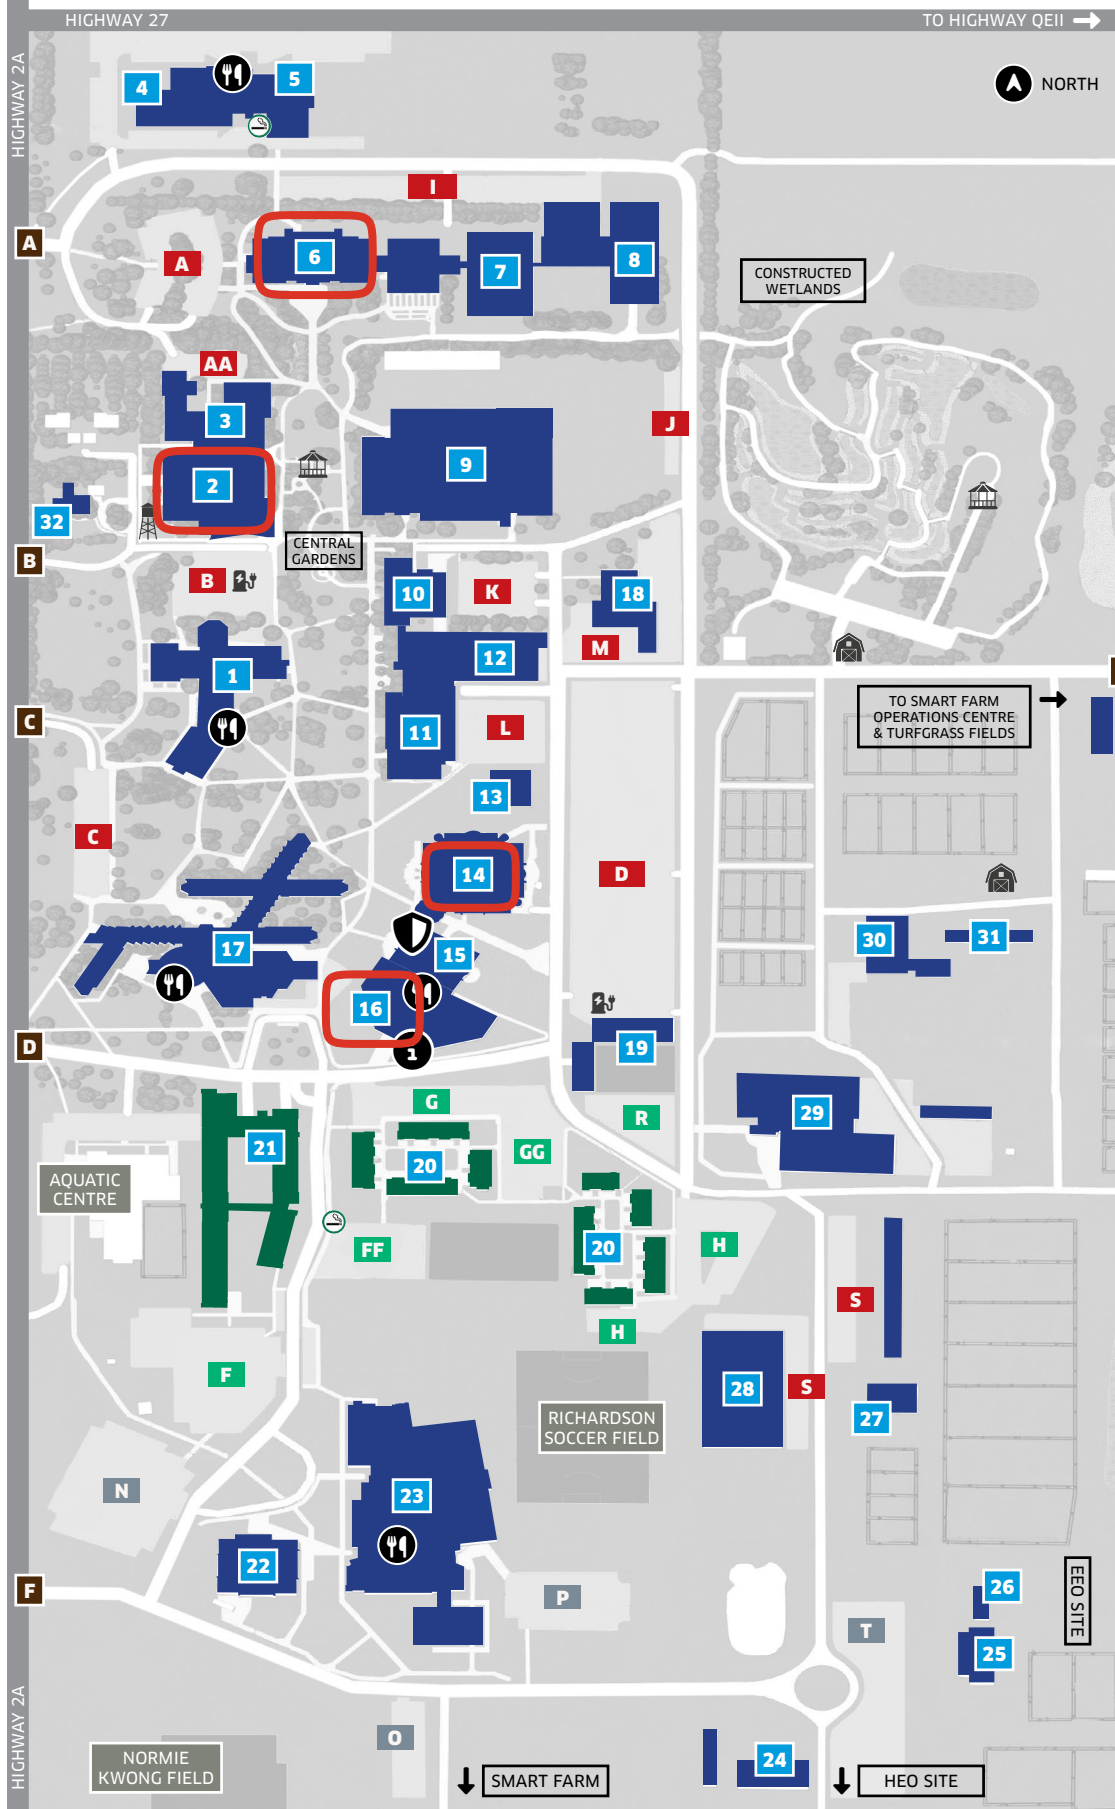 HIGHWAY 27
TO HIGHWAY QEII
HIGHWAY 2A
4
5
NORTH
I
A
A
6
7
8
CONSTRUCTED
WETLANDS
AA
3
J
9
2
32
CENTRAL
GARDENS
B
B
10
K
18
M
12
1
C
11
L
TO SMART FARM
OPERATIONS CENTRE
& TURFGRASS FIELDS
13
C
14
D
17
15
30
31
16
i
D
19
G
R
29
21
20
GG
AQUATIC
CENTRE
FF
20
H
S
H
F
28
S
27
RICHARDSON
SOCCER FIELD
N
23
22
F
P
26
EEO SITE
T
25
HIGHWAY 2A
O
NORMIE
KWONG FIELD
SMART FARM
24
HEO SITE